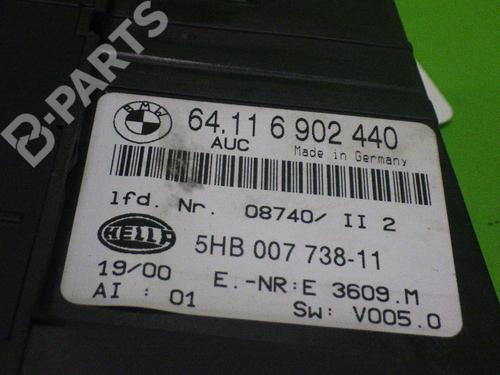 B-PARTS
BMW
64.11 6 902 440
AUC Made in Germany
lfd. Nr. 08740/ II 2
HELLA 5HB 007 738-11
19/00 E.-NR:E 3609.M
AI : 01 SW: V005.0